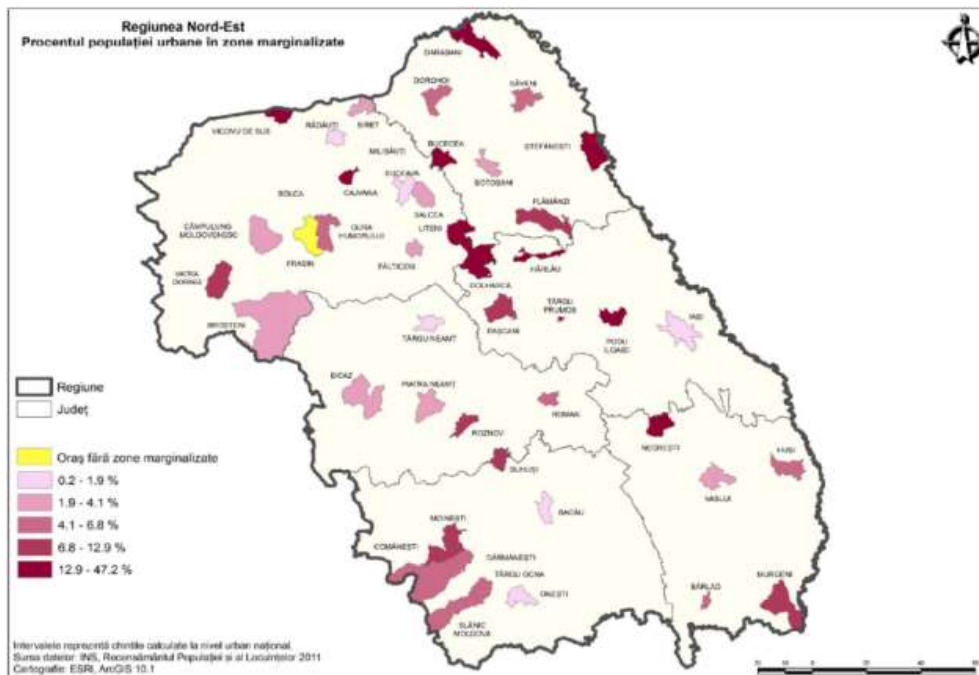 Regiunea Nord-Est
Procentul populației urbane în zone marginalizate
DARABANI
DOROHOI
SĂVENI
SIRET
VICOVU DE SUS
RĂDĂUȚI
MILIȘĂUȚI
BUCECEA
ȘTEFĂNEȘTI
BOTOȘANI
SUCEAVA
SOLCA
CAJVANA
SALCEA
FLĂMÂNZI
CÂMPULUNG
MOLDOVENESC
GURA
HUMORULUI
LITENI
FRASIN
FĂLTICENI
HÂRLĂU
VATRA
DORNEI
DOLHASCA
TÂRGU
FRUMOS
IAȘI
PAȘCANI
PODU
ILOAIEI
BROȘTENI
TÂRGU NEAMȚ
BICAZ
PIATRA NEAMȚ
ROMAN
ROZNOV
NEGREȘTI
BUHUȘI
HUȘI
VASLUI
BACĂU
MOINEȘTI
COMĂNEȘTI
DĂRMĂNEȘTI
TÂRGU OCNA
ONEȘTI
BÂRLAD
MURGENI
SLĂNIC
MOLDOVA
Regiune
Județ
Oraș fără zone marginalizate
0.2 - 1.9 %
1.9 - 4.1 %
4.1 - 6.8 %
6.8 - 12.9 %
12.9 - 47.2 %
Intervalele reprezintă chintile calculate la nivel urban național.
Sursa datelor: INS, Recensământul Populației și al Locuințelor 2011
Cartografie: ESRI, ArcGIS 10.1